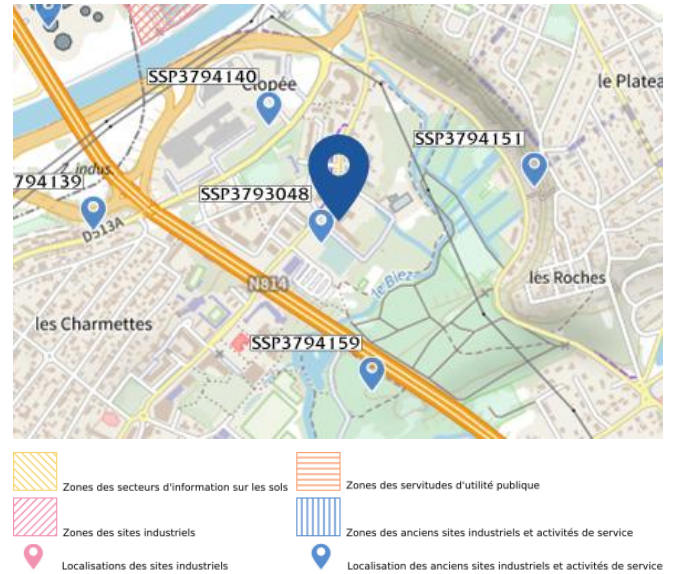 SSP3794140
Clopée
le Platea
SSP3794151
Z. indus.
794139
SSP3793048
D513A
N814
le Biez
les Roches
les Charmettes
SSP3794159
Zones des secteurs d'information sur les sols
Zones des servitudes d'utilité publique
Zones des sites industriels
Zones des anciens sites industriels et activités de service
Localisations des sites industriels
Localisation des anciens sites industriels et activités de service